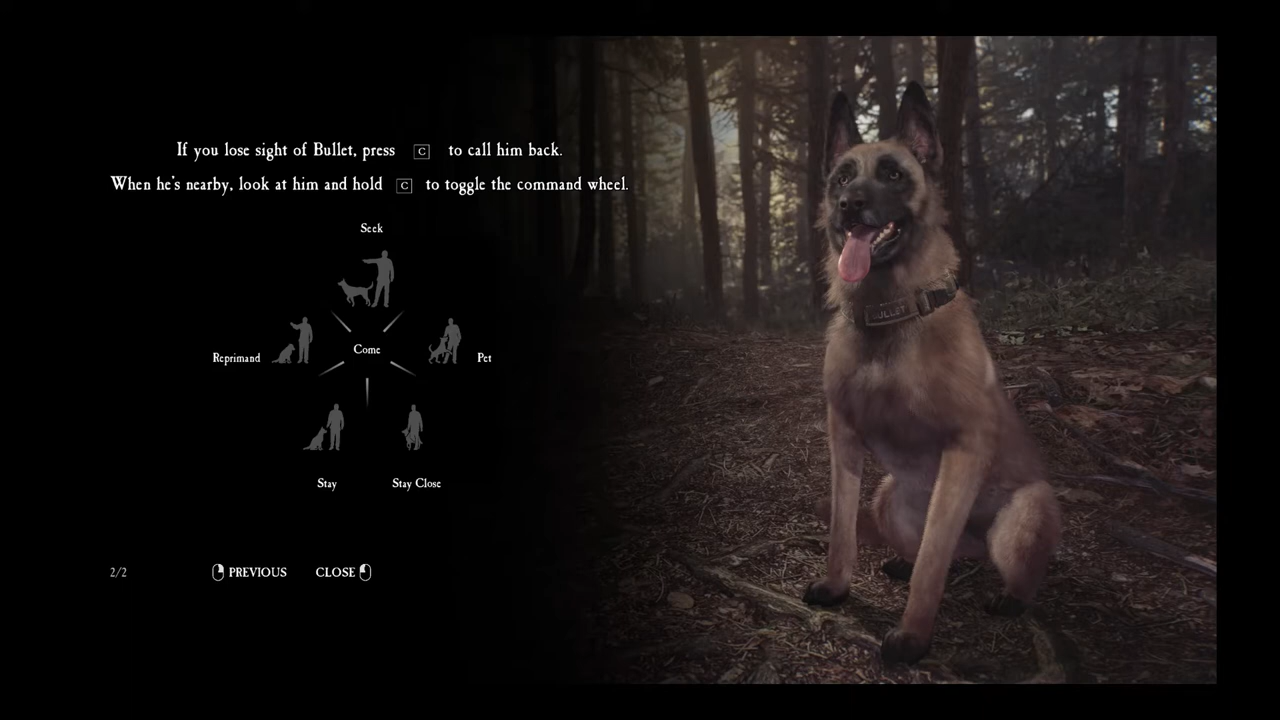 If you lose sight of Bullet, press C to call him back.
When he's nearby, look at him and hold C to toggle the command wheel.
Seek
Reprimand
Come
Pet
Stay
Stay Close
2/2
PREVIOUS
CLOSE
BULLET